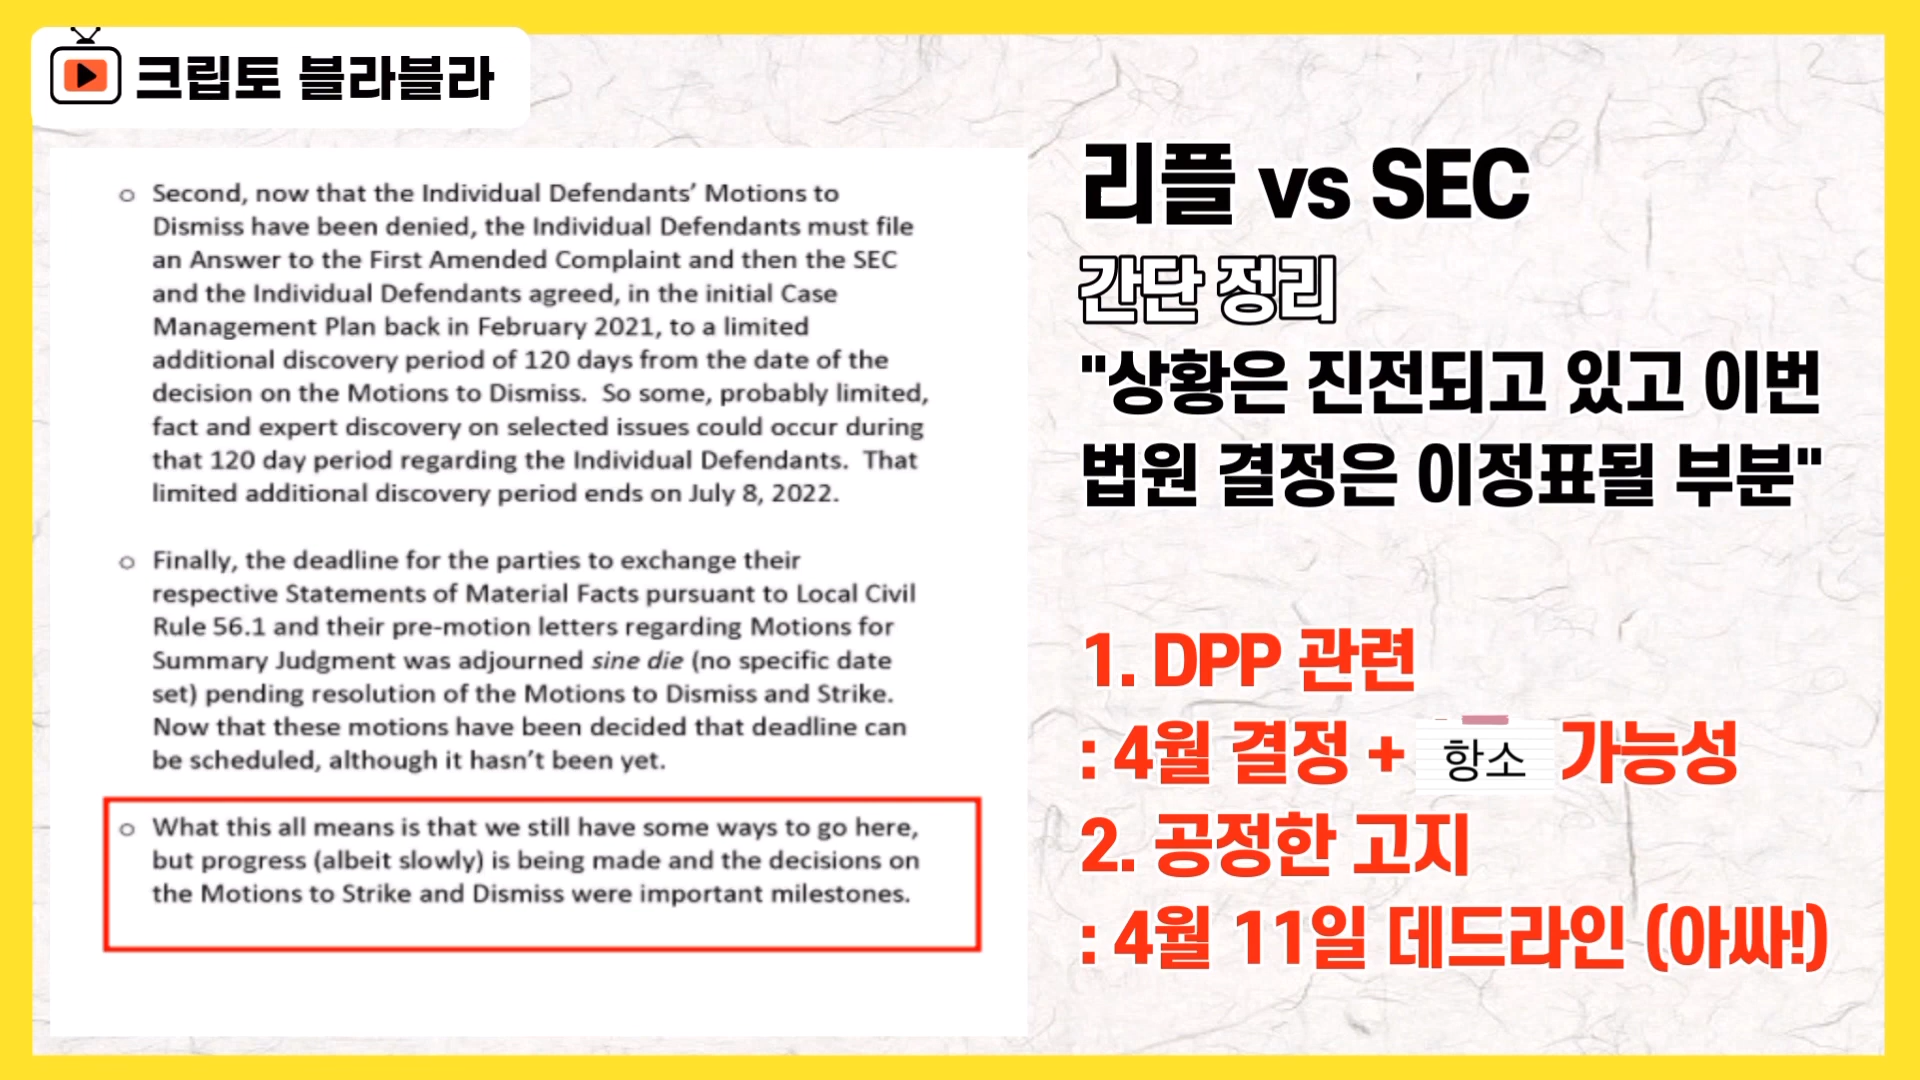 크립토 블라블라
○ Second, now that the Individual Defendants' Motions to
Dismiss have been denied, the Individual Defendants must file
an Answer to the First Amended Complaint and then the SEC
and the Individual Defendants agreed, in the initial Case
Management Plan back in February 2021, to a limited
additional discovery period of 120 days from the date of the
decision on the Motions to Dismiss. So some, probably limited,
fact and expert discovery on selected issues could occur during
that 120 day period regarding the Individual Defendants. That
limited additional discovery period ends on July 8, 2022.
○ Finally, the deadline for the parties to exchange their
respective Statements of Material Facts pursuant to Local Civil
Rule 56.1 and their pre-motion letters regarding Motions for
Summary Judgment was adjourned sine die (no specific date
set) pending resolution of the Motions to Dismiss and Strike.
Now that these motions have been decided that deadline can
be scheduled, although it hasn't been yet.
○ What this all means is that we still have some ways to go here,
but progress (albeit slowly) is being made and the decisions on
the Motions to Strike and Dismiss were important milestones.
리플 vs SEC
간단 정리
"상황은 진전되고 있고 이번
법원 결정은 이정표될 부분"
1. DPP 관련
: 4월 결정 + 항소 가능성
2. 공정한 고지
: 4월 11일 데드라인 (아싸!)